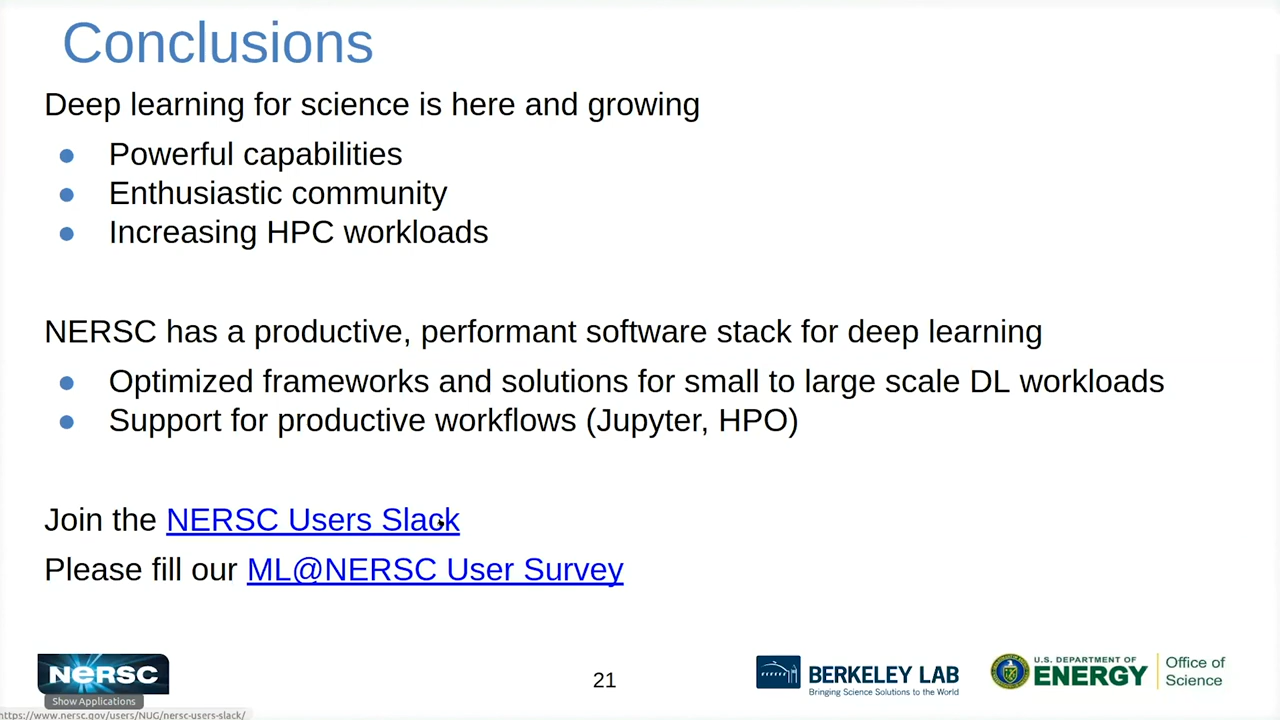 Conclusions
Deep learning for science is here and growing
● Powerful capabilities
● Enthusiastic community
● Increasing HPC workloads
NERSC has a productive, performant software stack for deep learning
● Optimized frameworks and solutions for small to large scale DL workloads
● Support for productive workflows (Jupyter, HPO)
Join the NERSC Users Slack
Please fill our ML@NERSC User Survey
NERSC
Show Applications
21
BERKELEY LAB
Bringing Science Solutions to the World
U.S. DEPARTMENT OF
ENERGY
Office of
Science
https://www.nersc.gov/users/NUG/nersc-users-slack/